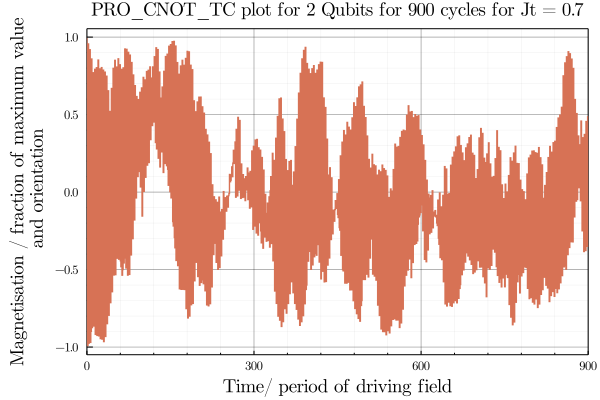 PRO_CNOT_TC plot for 2 Qubits for 900 cycles for Jt = 0.7
Magnetisation / fraction of maximum value
and orientation
1.0
0.5
0.0
−0.5
−1.0
0
300
600
900
Time/ period of driving field